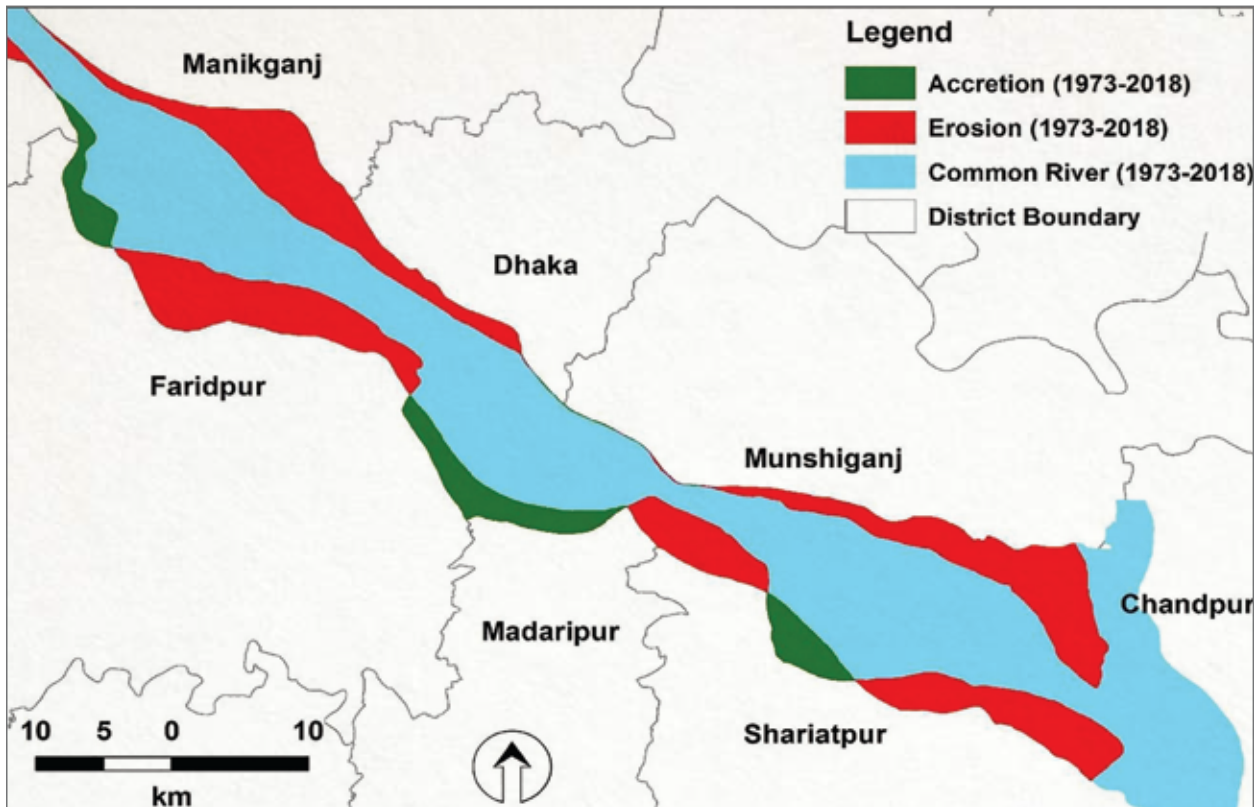 Legend
Accretion (1973-2018)
Erosion (1973-2018)
Common River (1973-2018)
District Boundary
Manikganj
Dhaka
Faridpur
Munshiganj
Chandpur
Madaripur
Shariatpur
10 5 0 10
km